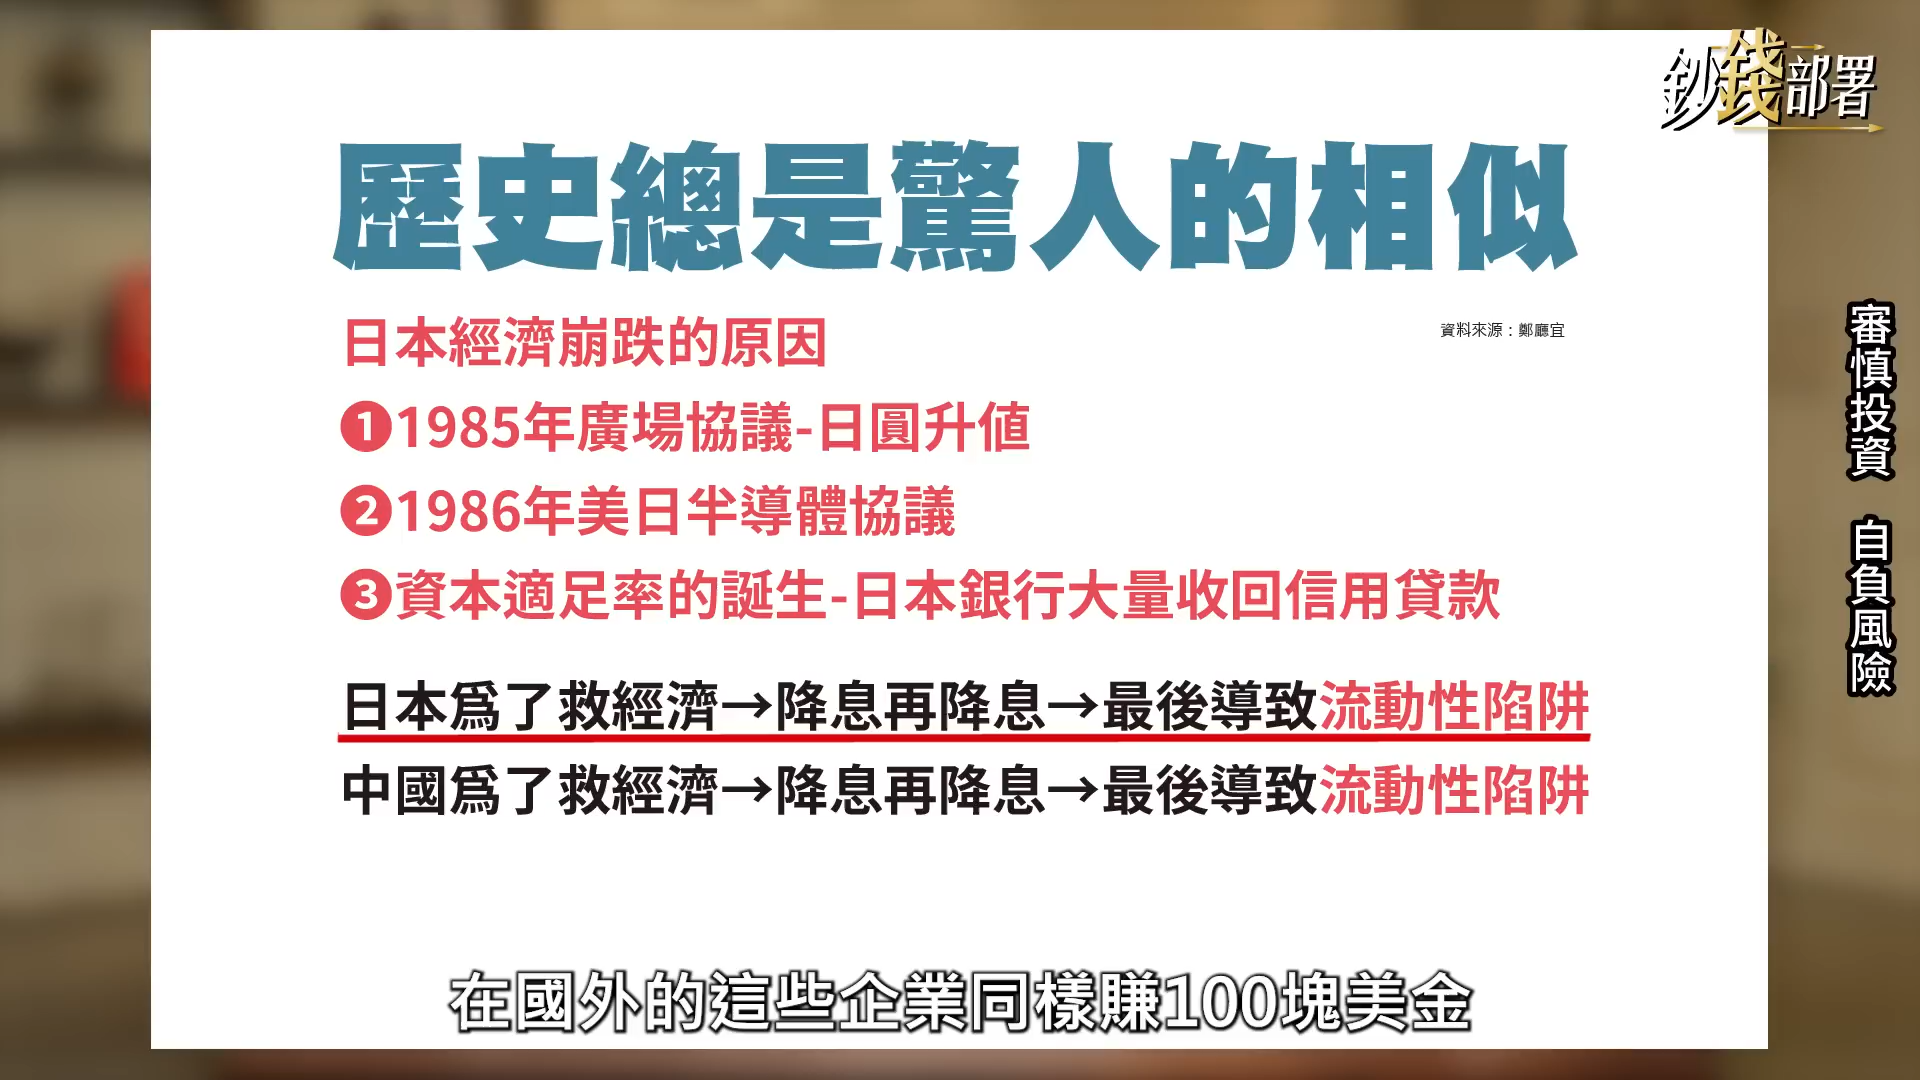 鈔錢部署
歷史總是驚人的相似
日本經濟崩跌的原因
資料來源：鄭廳宜
❶1985年廣場協議-日圓升值
❷1986年美日半導體協議
❸資本適足率的誕生-日本銀行大量收回信用貸款
日本為了救經濟→降息再降息→最後導致流動性陷阱
中國為了救經濟→降息再降息→最後導致流動性陷阱
在國外的這些企業同樣賺100塊美金
審慎投資 自負風險